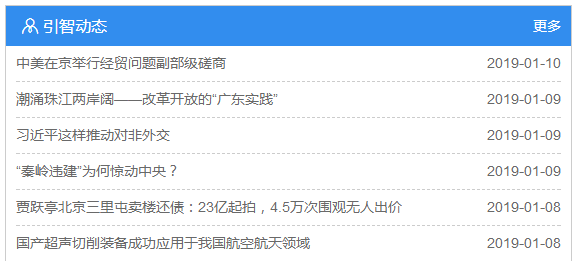 引智动态 更多
中美在京举行经贸问题副部级磋商 2019-01-10
潮涌珠江两岸阔——改革开放的“广东实践” 2019-01-09
习近平这样推动对非外交 2019-01-09
“秦岭违建”为何惊动中央？ 2019-01-09
贾跃亭北京三里屯卖楼还债：23亿起拍，4.5万次围观无人出价 2019-01-08
国产超声切削装备成功应用于我国航空航天领域 2019-01-08